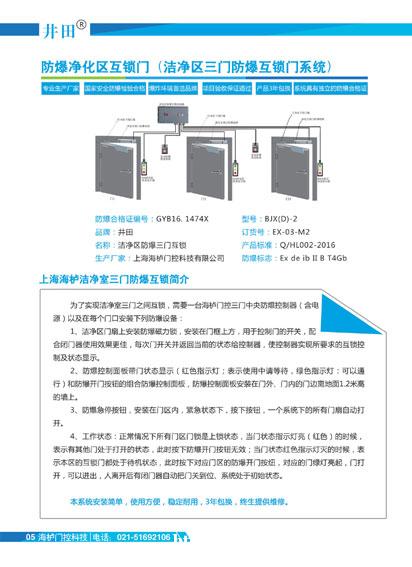 井田®
防爆净化区互锁门（洁净区三门防爆互锁门系统）
专业生产厂家 国家安全防爆检验合格 爆炸环境首选品牌 项目验收保证通过 产品3年包换 系统具有独立的防爆合格证
防爆合格证编号：GYB16. 1474X 型号：BJX(D)-2
品牌：井田 订货号：EX-03-M2
名称：洁净区防爆三门互锁 产品标准：Q/HL002-2016
生产厂家：上海海栌门控科技有限公司 防爆标志：Ex de ib II B T4Gb
上海海栌洁净室三门防爆互锁简介
为了实现洁净室三门之间互锁，需要一台海栌门控三门中央防爆控制器（含电
源）以及在每个门口安装下列防爆设备：
1、洁净区门扇上安装防爆磁力锁，安装在门框上方，用于控制门的开关，配
合闭门器使用效果更佳，每次门开关并返回当前的状态给控制器，使控制器实现所要求的互锁控
制及状态显示。
2、防爆控制面板带门状态显示（红色指示灯：表示使用中请等待，绿色指示灯：可以通
行）和防爆开门按钮的组合防爆控制面板，防爆控制面板安装在门外、门内的门边离地面1.2米高
的墙上。
3、防爆急停按钮，安装在门区内，紧急状态下，按下按钮，一个系统下的所有门扇自动打
开。
4、工作状态：正常情况下所有门区门锁是上锁状态，当门状态指示灯亮（红色）的时候，
表示有其他门处于打开的状态，此时按下防爆开门按钮无效；当门状态红色指示灯灭的时候，表
示本区的互锁门都处于待机状态，此时按下对应门区的防爆开门按纽，对应的门绿灯亮起，门打
开，可以进出，人离开后有闭门器自动把门关到位、系统处于初始状态。
本系统安装简单，使用方便，稳定耐用，3年包换，终生提供维修。
05 海栌门控科技 电话：021-51692106